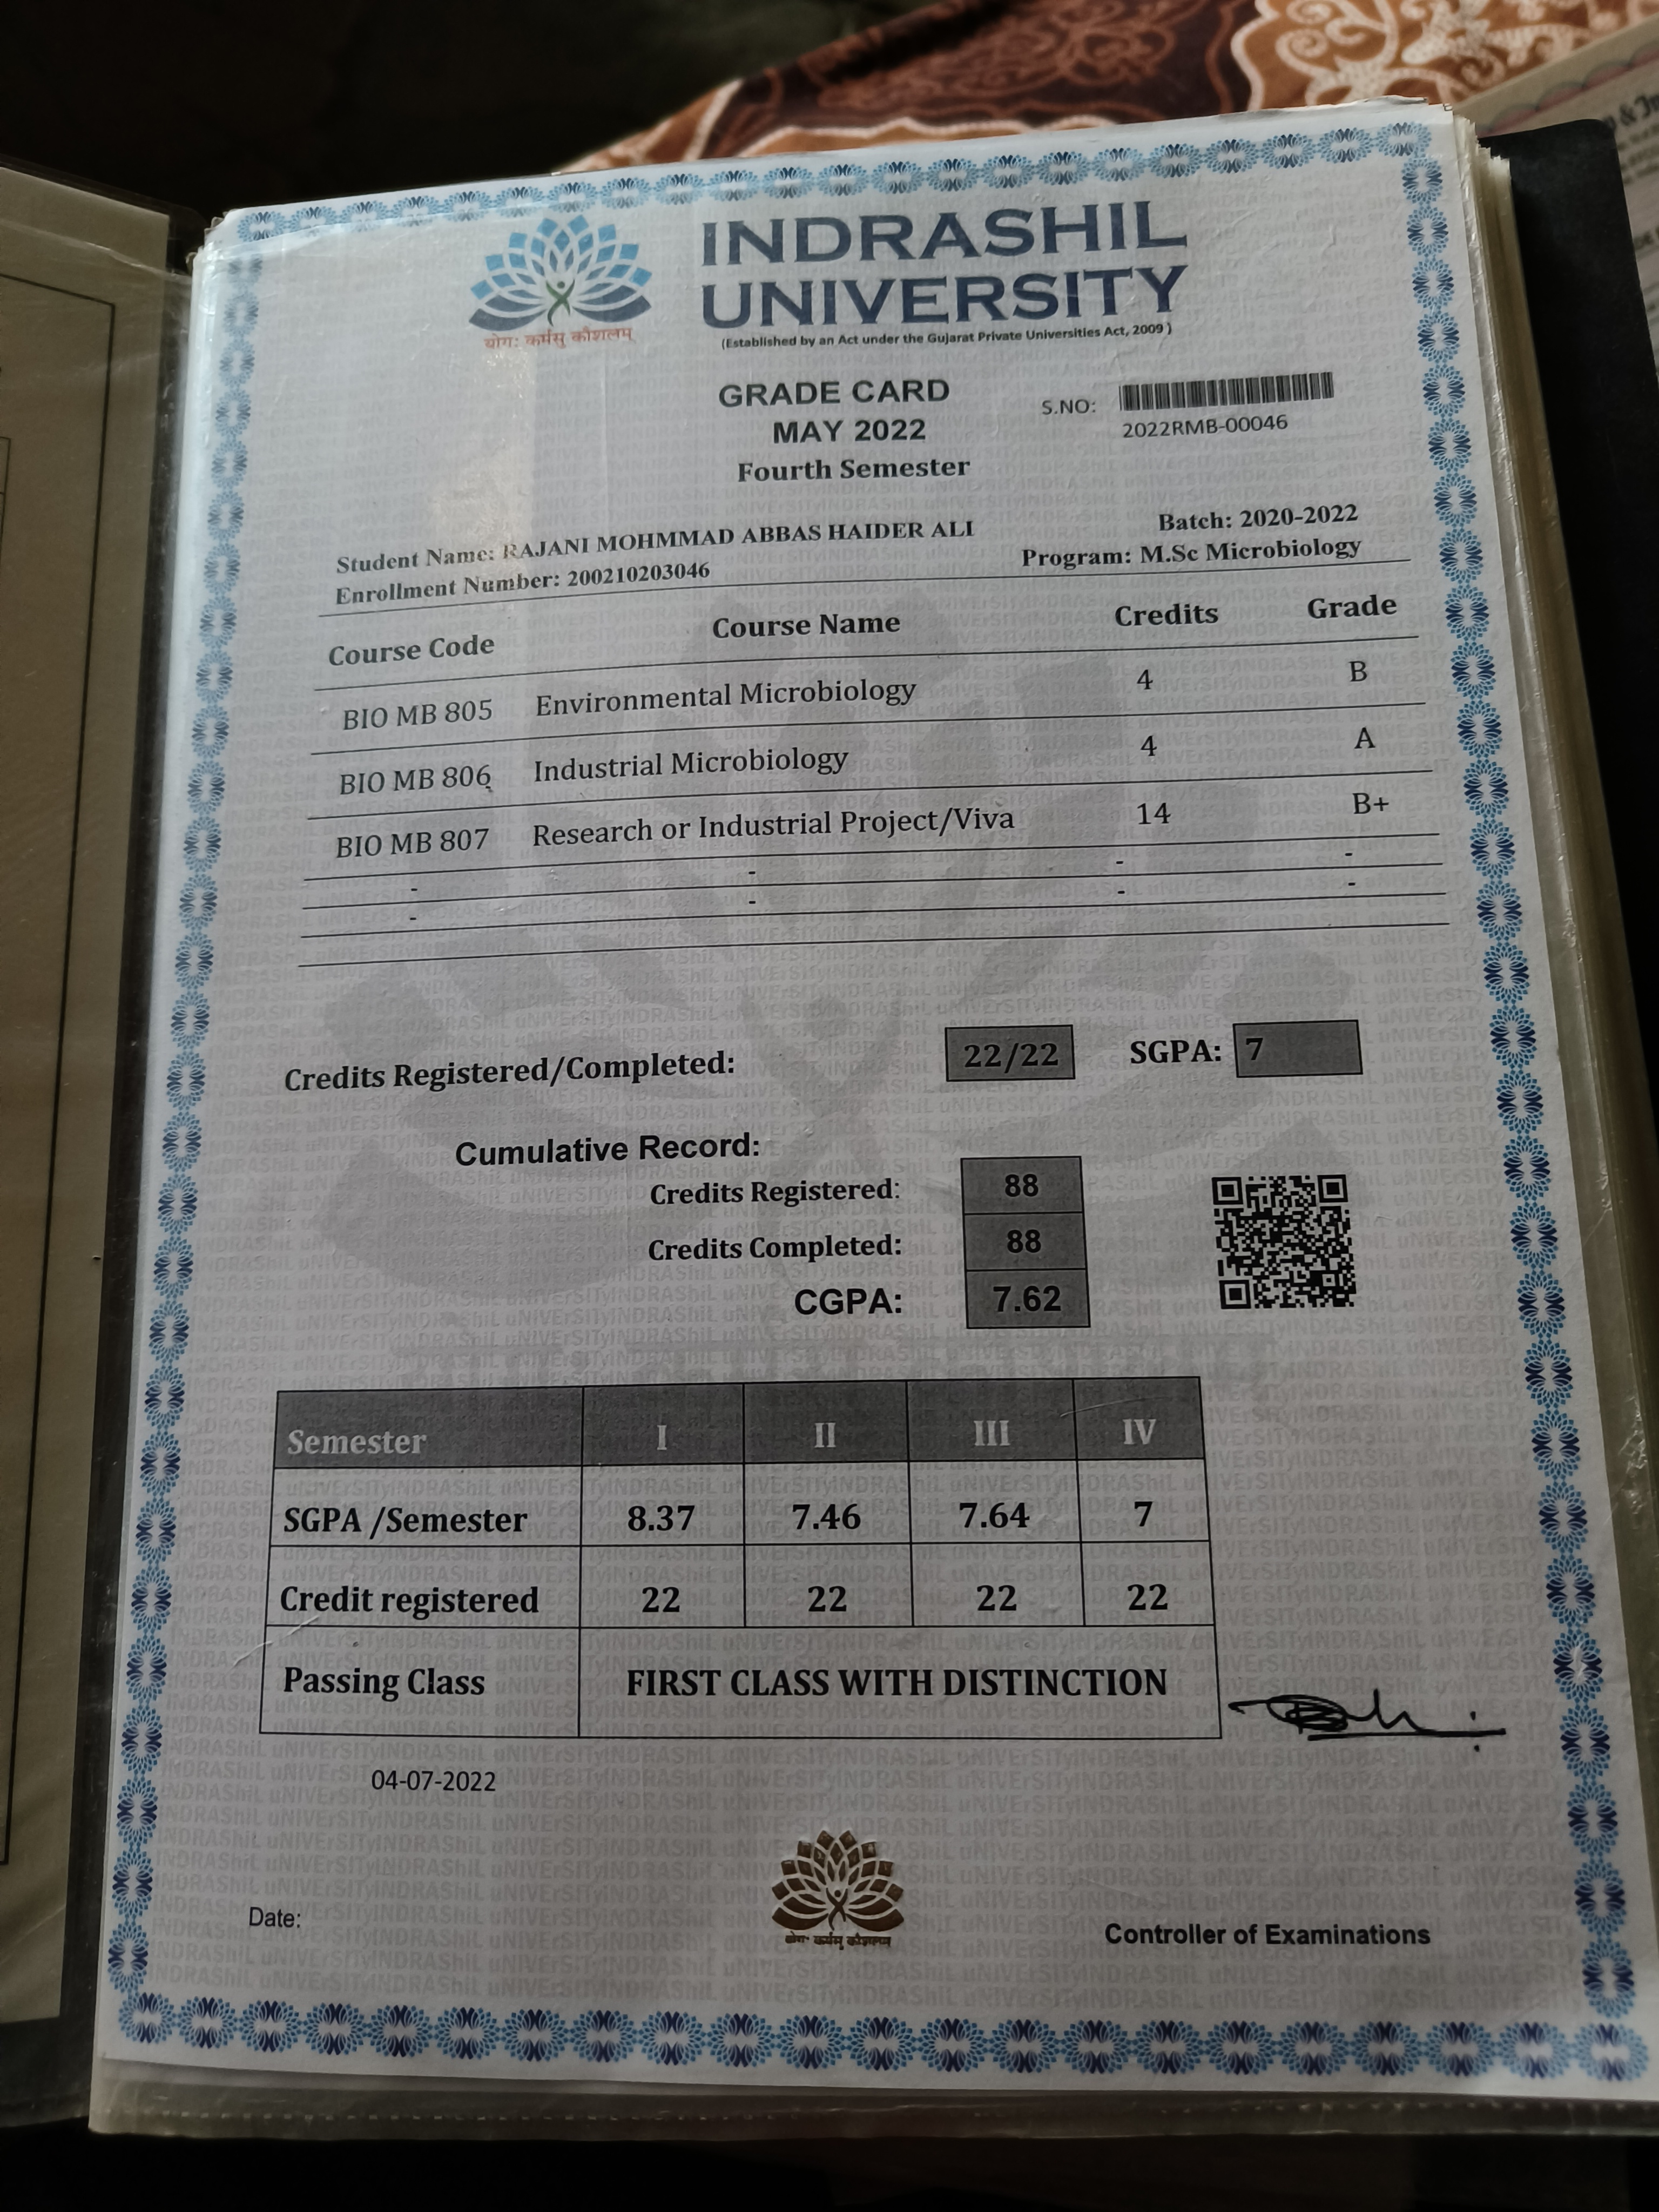 INDRASHIL
UNIVERSITY
(Established by an Act under the Gujarat Private Universities Act, 2009 )
योगः कर्मसु कौशलम्
GRADE CARD
MAY 2022
Fourth Semester
S.NO:
2022RMB-00046
Student Name: RAJANI MOHMMAD ABBAS HAIDER ALI
Batch: 2020-2022
Enrollment Number: 200210203046
Program: M.Sc Microbiology
Course Code Course Name Credits Grade
BIO MB 805 Environmental Microbiology 4 B
BIO MB 806 Industrial Microbiology 4 A
BIO MB 807 Research or Industrial Project/Viva 14 B+
- - - -
- - - -
Credits Registered/Completed: 22/22 SGPA: 7
Cumulative Record:
Credits Registered: 88
Credits Completed: 88
CGPA: 7.62
Semester I II III IV
SGPA /Semester 8.37 7.46 7.64 7
Credit registered 22 22 22 22
Passing Class FIRST CLASS WITH DISTINCTION
04-07-2022
योगः कर्मसु कौशलम्
Date:
Controller of Examinations